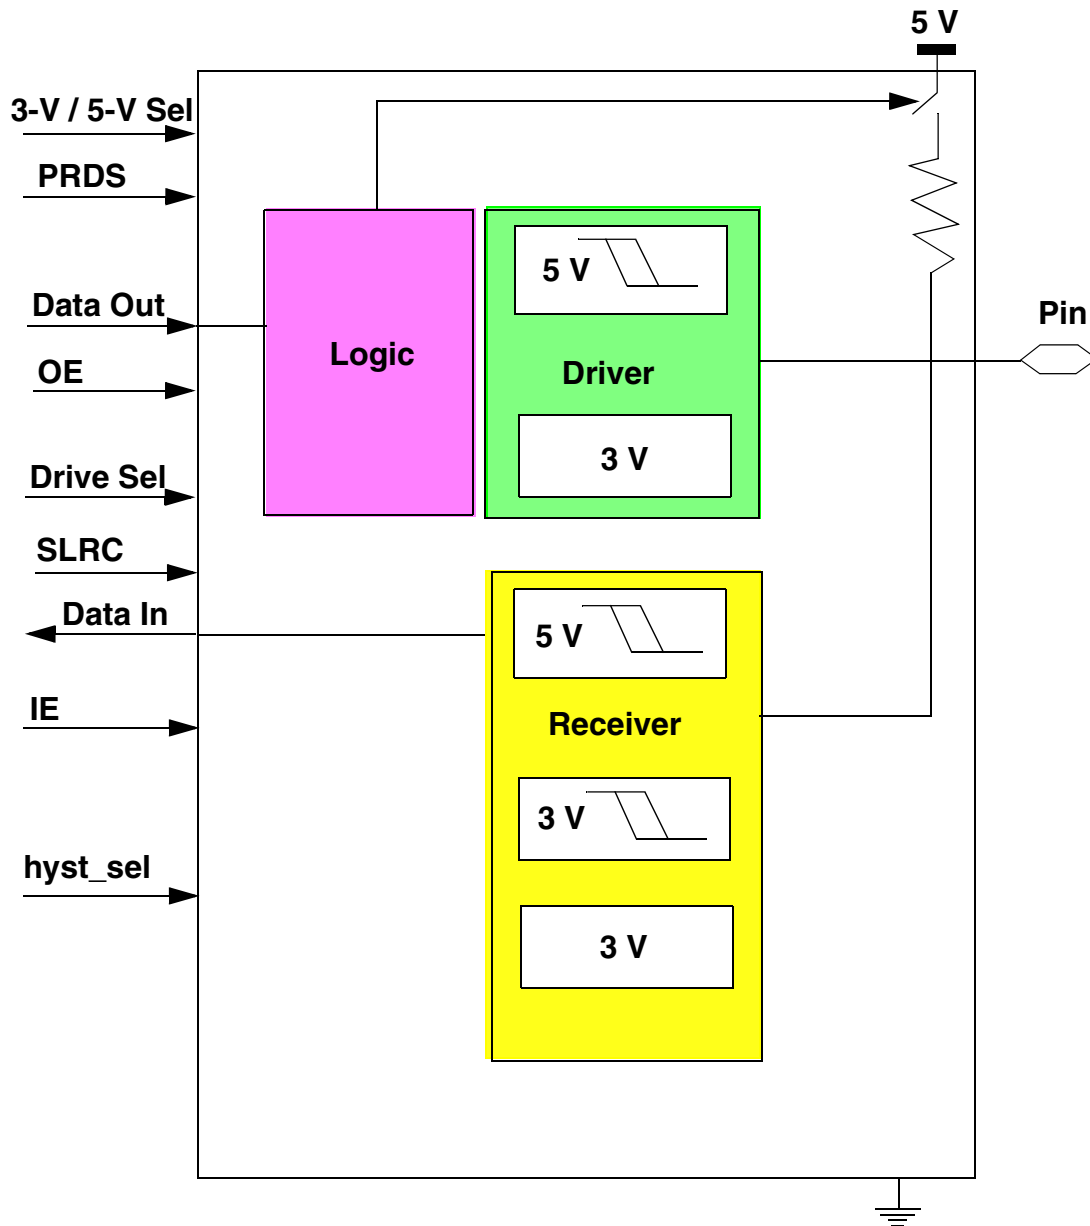 5 V
3-V / 5-V Sel
PRDS
Data Out
OE
Drive Sel
SLRC
Data In
IE
hyst_sel
Logic
5 V
Driver
3 V
Pin
5 V
Receiver
3 V
3 V